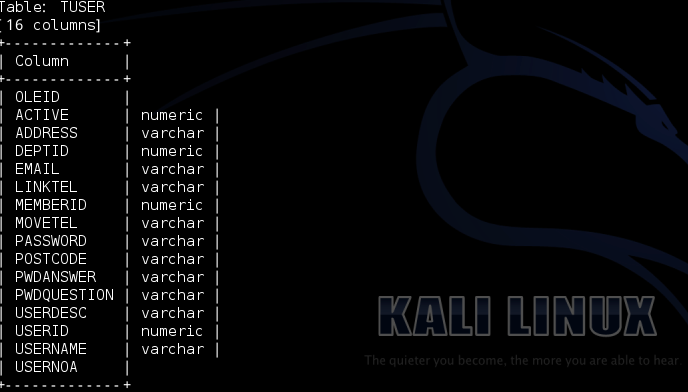 Table: TUSER
[16 columns]
+-------------+
| Column      |
+-------------+
| OLEID       |
| ACTIVE      | numeric |
| ADDRESS     | varchar |
| DEPTID      | numeric |
| EMAIL       | varchar |
| LINKTEL     | varchar |
| MEMBERID    | numeric |
| MOVETEL     | varchar |
| PASSWORD    | varchar |
| POSTCODE    | varchar |
| PWDANSWER   | varchar |
| PWDQUESTION | varchar |
| USERDESC    | varchar |
| USERID      | numeric |
| USERNAME    | varchar |
| USERNOA     |
+-------------+
KALI LINUX
The quieter you become, the more you are able to hear.